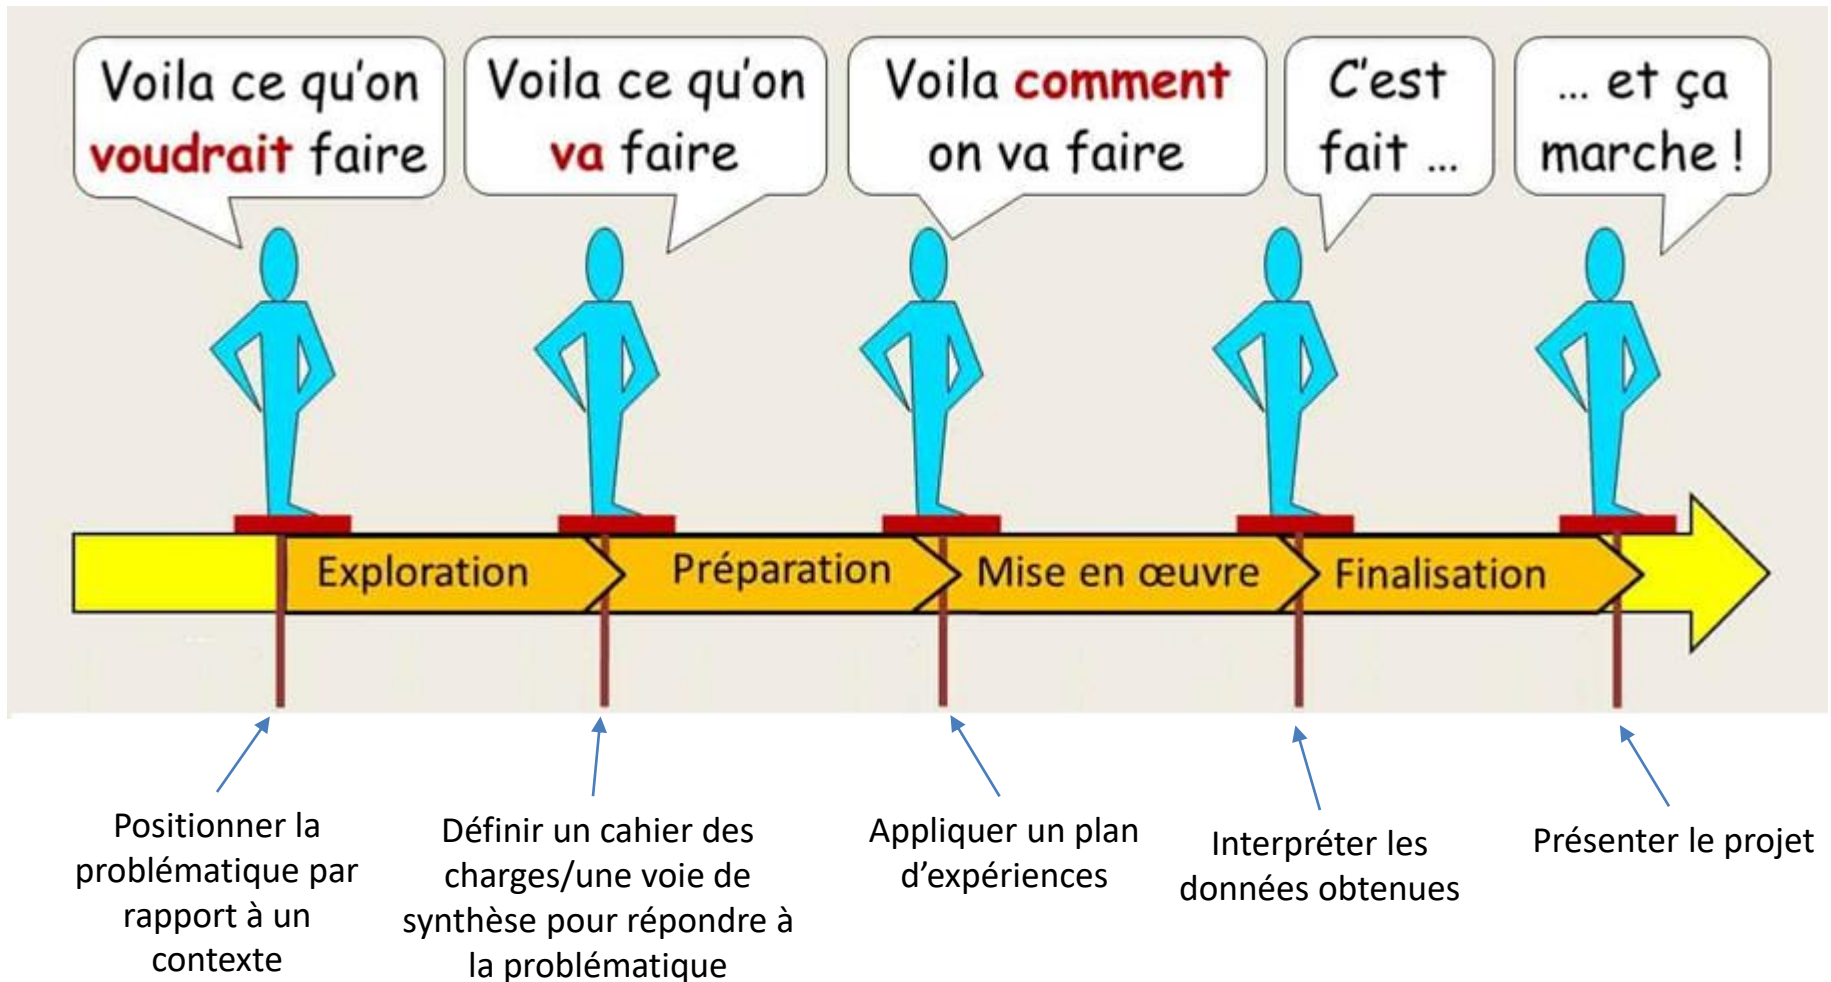 Voila ce qu'on
voudrait faire
Voila ce qu'on
va faire
Voila comment
on va faire
C'est
fait ...
... et ça
marche !
Exploration
Préparation
Mise en œuvre
Finalisation
Positionner la
problématique par
rapport à un
contexte
Définir un cahier des
charges/une voie de
synthèse pour répondre à
la problématique
Appliquer un plan
d’expériences
Interpréter les
données obtenues
Présenter le projet